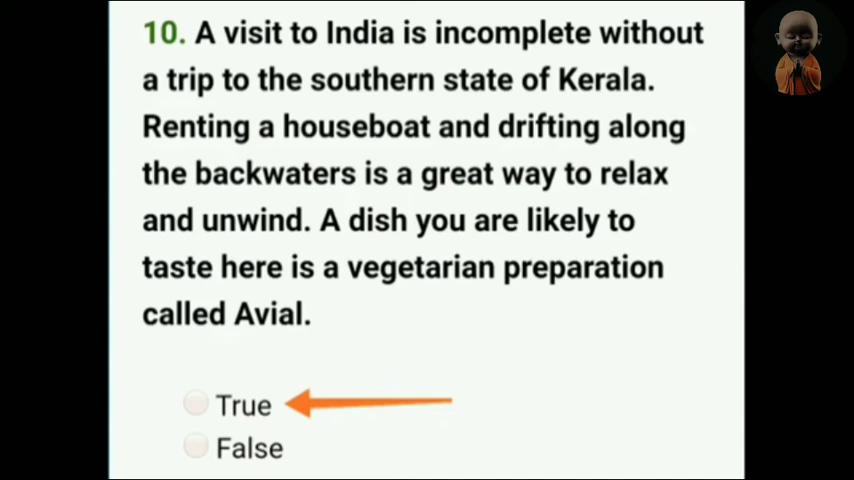 10. A visit to India is incomplete without
a trip to the southern state of Kerala.
Renting a houseboat and drifting along
the backwaters is a great way to relax
and unwind. A dish you are likely to
taste here is a vegetarian preparation
called Avial.
True
False